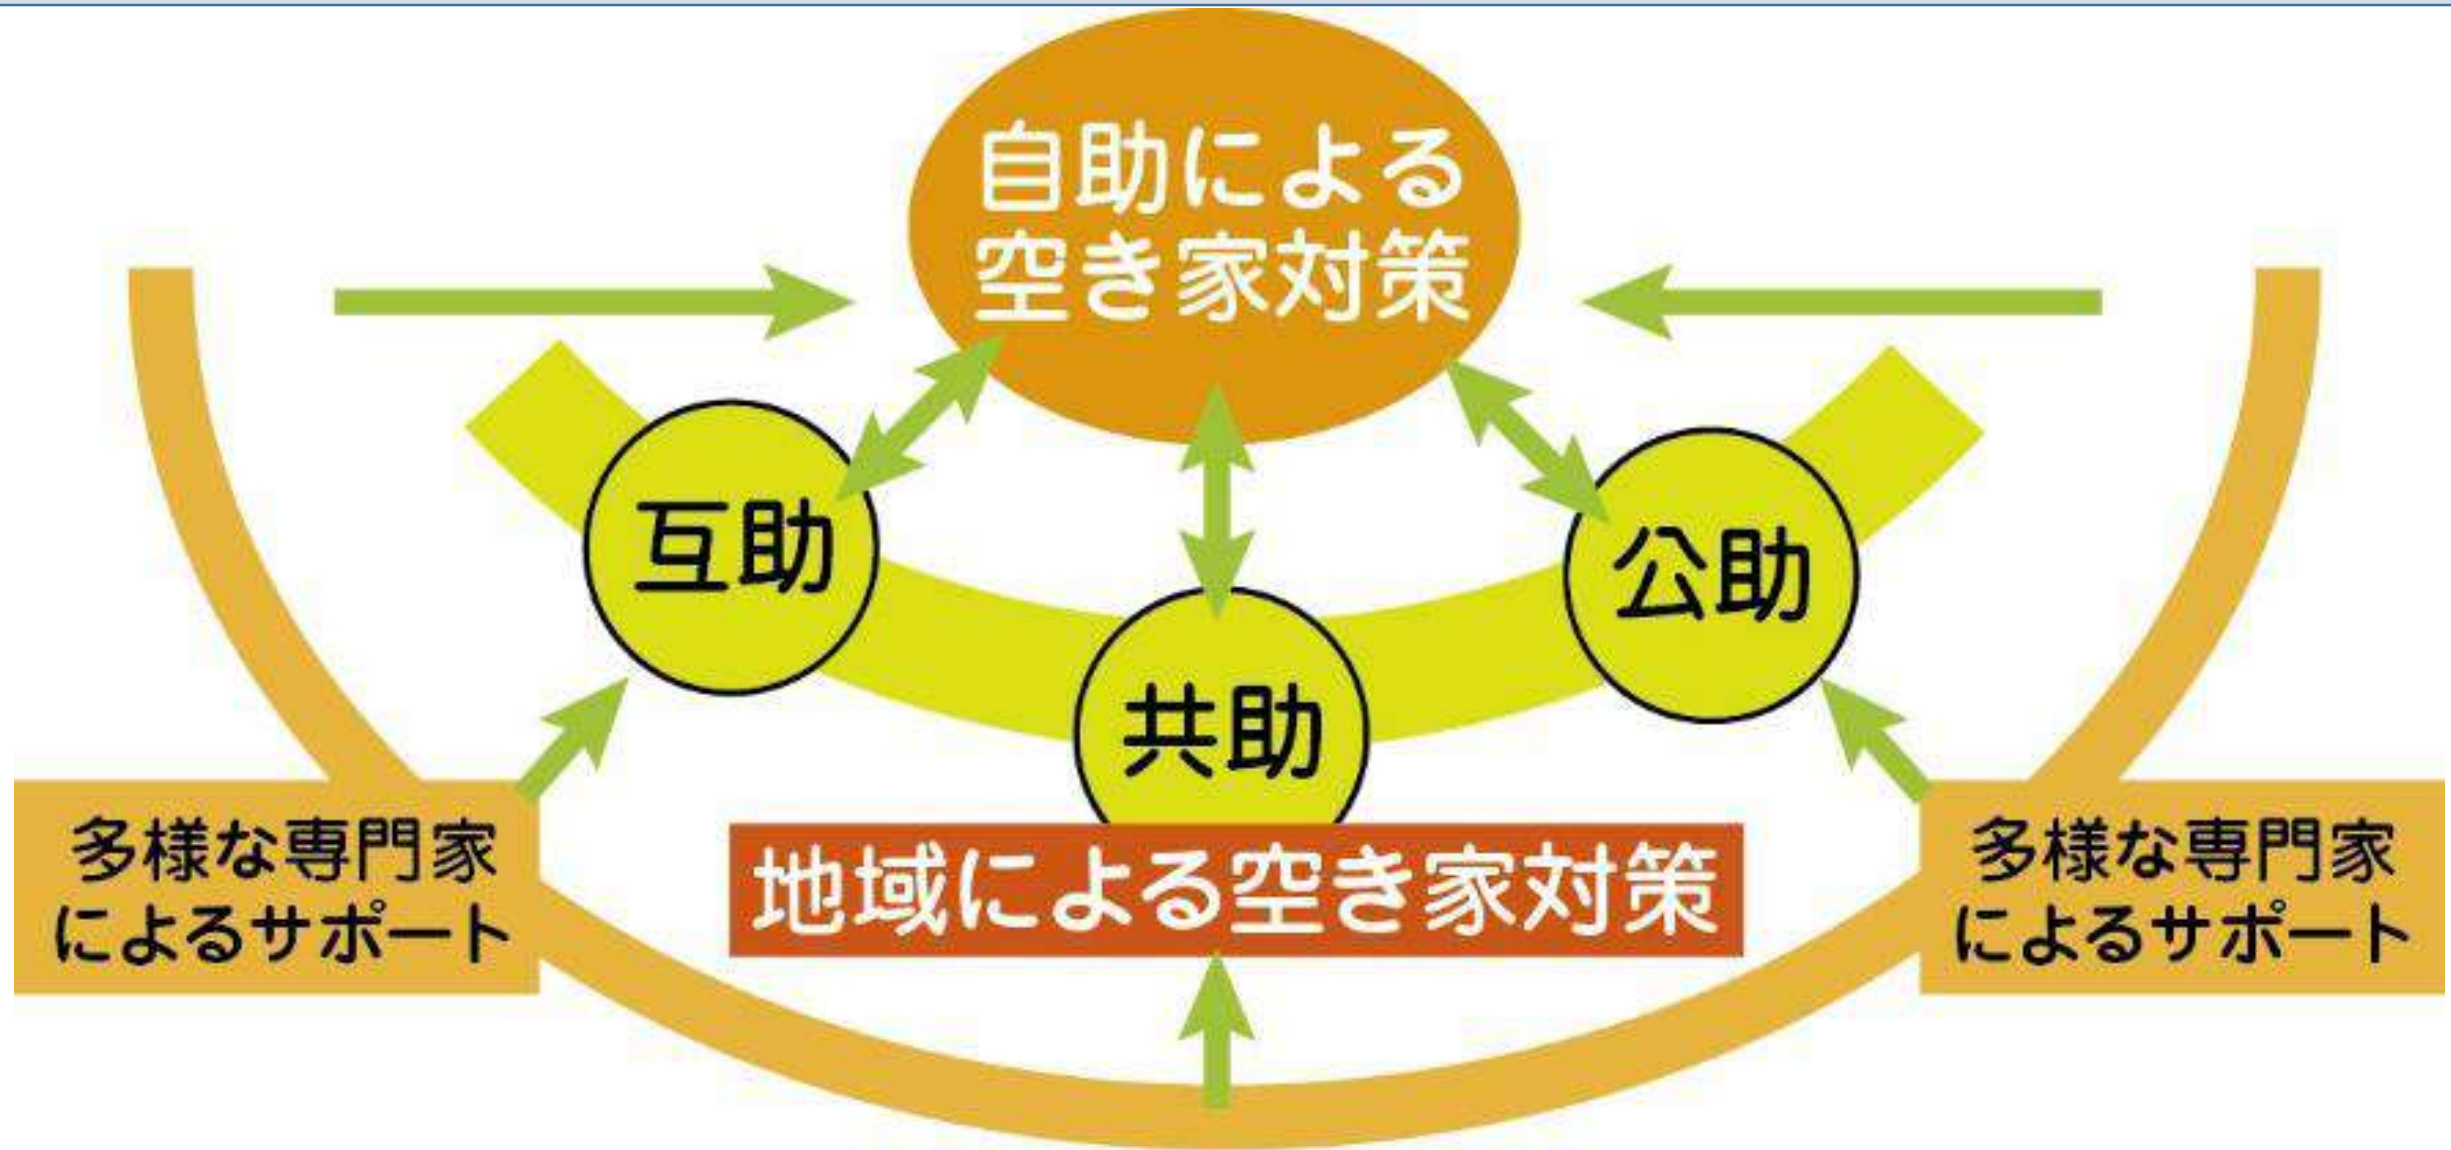 自助による
空き家対策
互助
公助
共助
地域による空き家対策
多様な専門家
によるサポート
多様な専門家
によるサポート